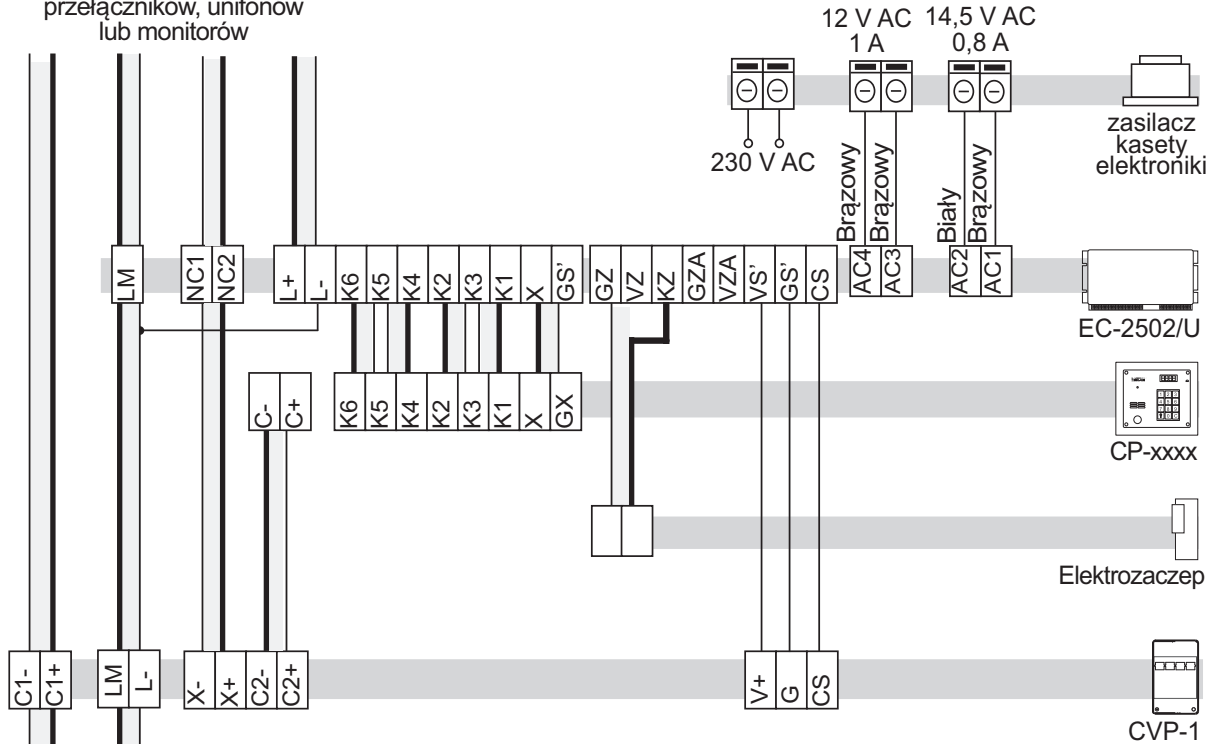 przełączników, unifonów
lub monitorów
12 V AC
1 A
14,5 V AC
0,8 A
230 V AC
Brązowy
Brązowy
Biały
Brązowy
zasilacz
kasety
elektroniki
LM
NC1
NC2
L+
L-
K6
K5
K4
K2
K3
K1
X
GS'
GZ
VZ
KZ
GZA
VZA
VS'
GS'
CS
AC4
AC3
AC2
AC1
EC-2502/U
C-
C+
K6
K5
K4
K2
K3
K1
X
GX
CP-xxxx
Elektrozaczep
C1-
C1+
LM
L-
X-
X+
C2-
C2+
V+
G
CS
CVP-1